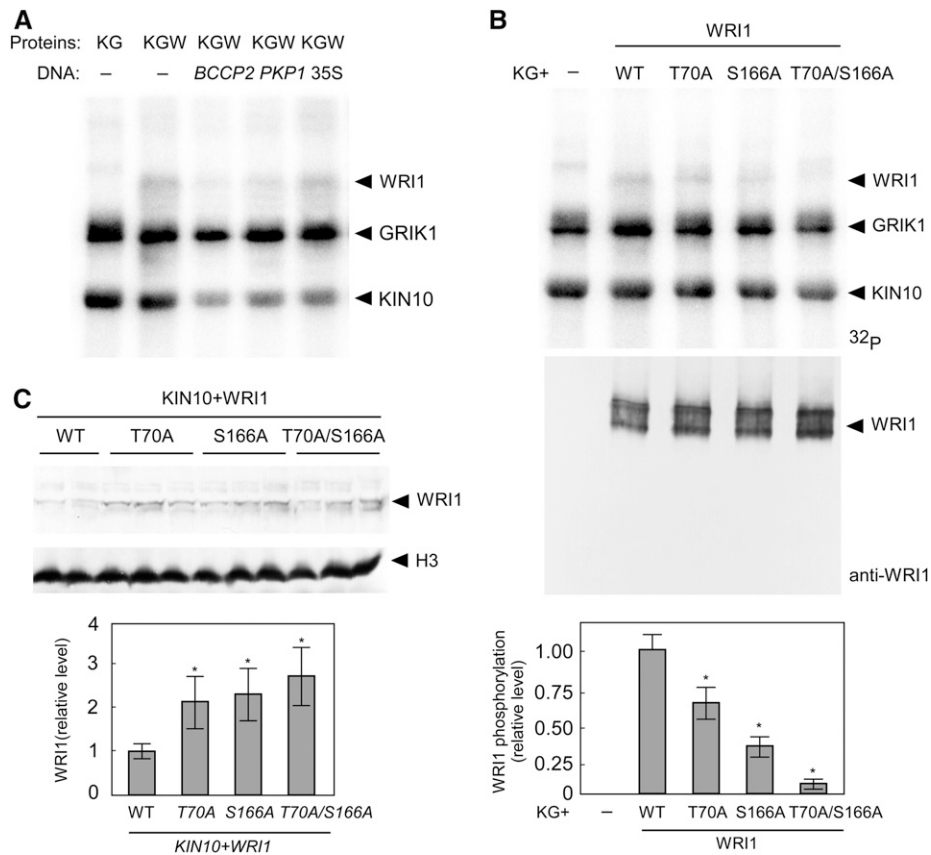 A
Proteins: KG KGW KGW KGW KGW
DNA: – – BCCP2 PKP1 35S
WRI1
GRIK1
KIN10
B
WRI1
KG+ – WT T70A S166A T70A/S166A
WRI1
GRIK1
KIN10
32P
WRI1
anti-WRI1
1.00
0.75
0.50
0.25
0
WRI1 phosphorylation
(relative level)
* * *
KG+ – WT T70A S166A T70A/S166A
WRI1
C
KIN10+WRI1
WT T70A S166A T70A/S166A
WRI1
H3
4
3
2
1
0
WRI1(relative level)
* * *
WT T70A S166A T70A/S166A
KIN10+WRI1